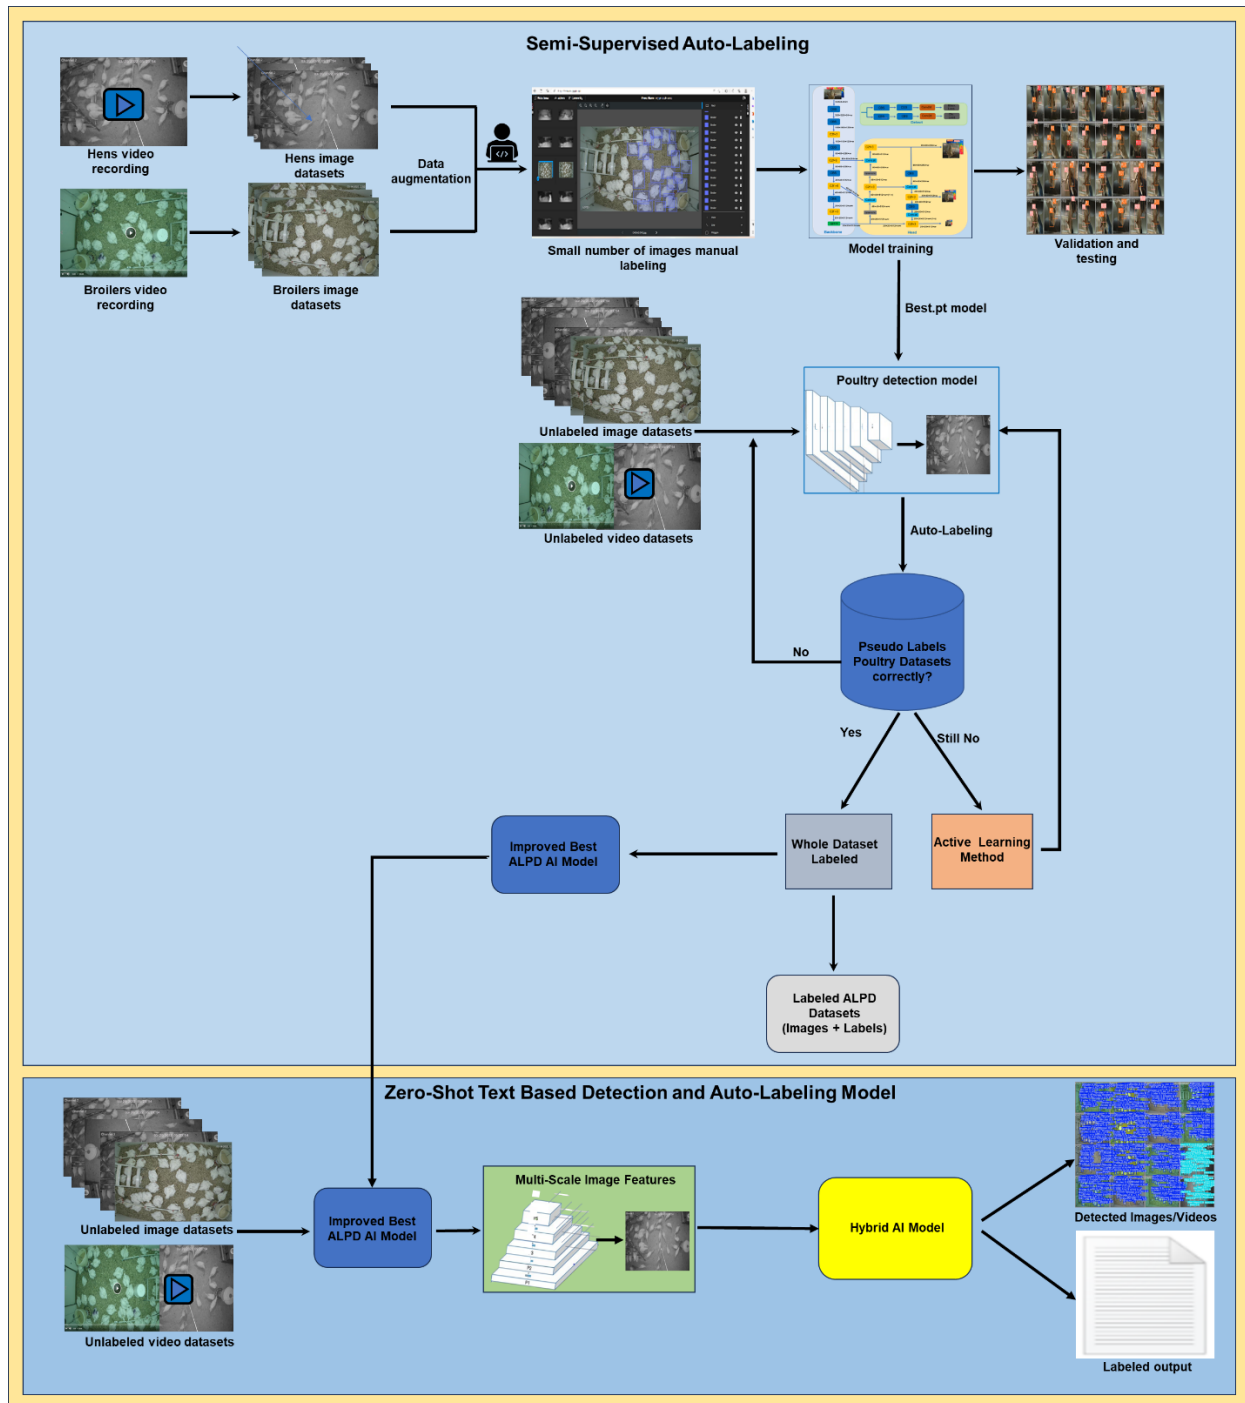 Semi-Supervised Auto-Labeling
Hens video
recording
Hens image
datasets
Data
augmentation
Small number of images manual
labeling
Model training
Validation and
testing
Broilers video
recording
Broilers image
datasets
Best.pt model
Poultry detection model
Unlabeled image datasets
Unlabeled video datasets
Auto-Labeling
Pseudo Labels
Poultry Datasets
correctly?
No
Yes
Still No
Improved Best
ALPD AI Model
Whole Dataset
Labeled
Active Learning
Method
Labeled ALPD
Datasets
(Images + Labels)
Zero-Shot Text Based Detection and Auto-Labeling Model
Unlabeled image datasets
Unlabeled video datasets
Improved Best
ALPD AI Model
Multi-Scale Image Features
Hybrid AI Model
Detected Images/Videos
Labeled output